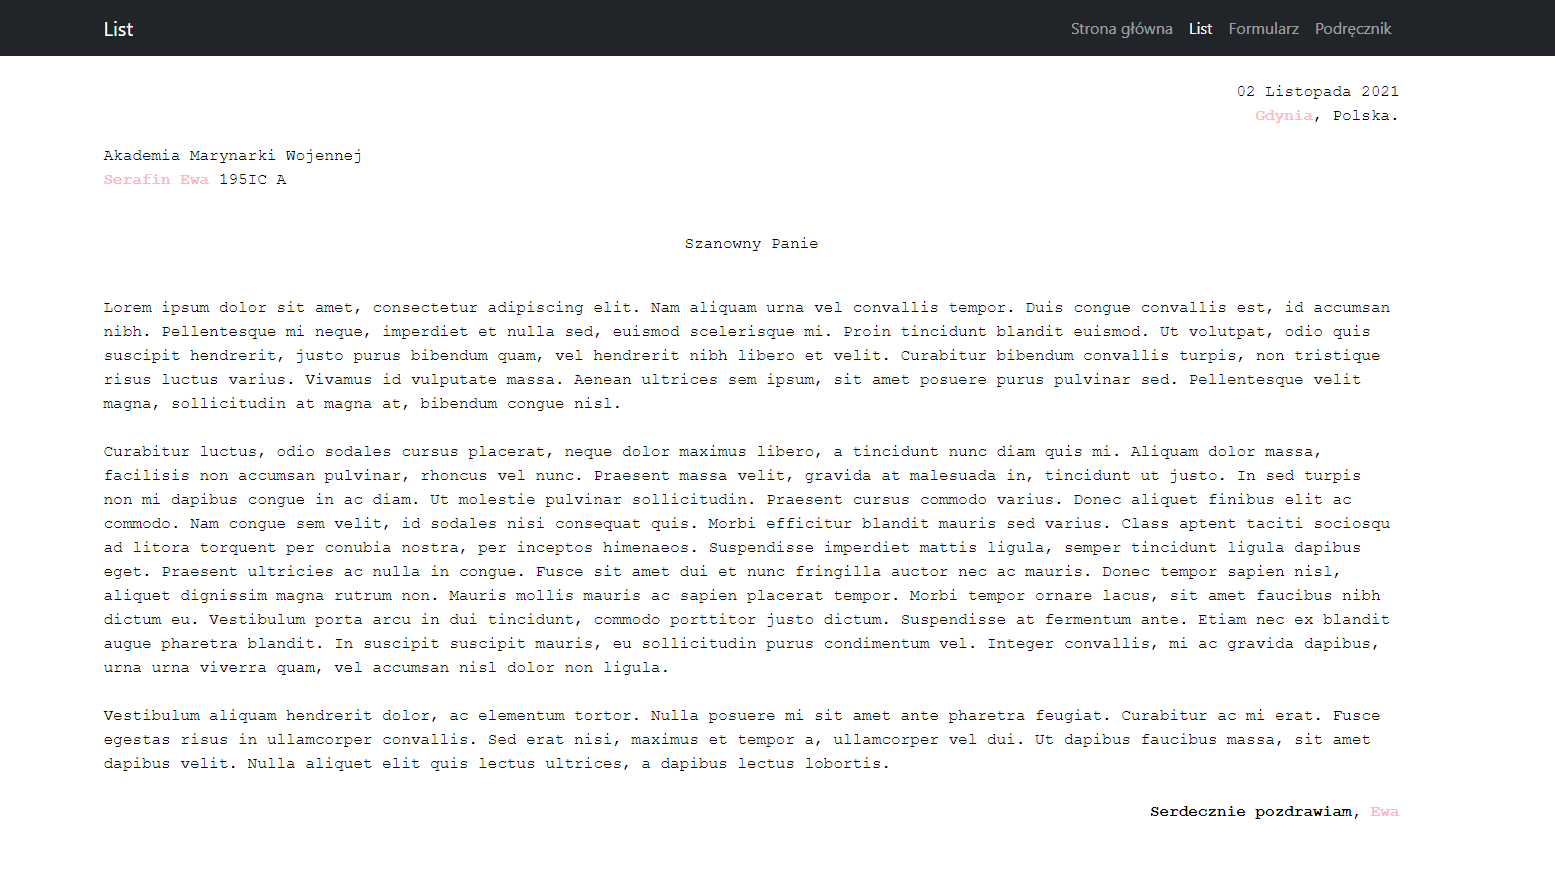 List
Strona główna List Formularz Podręcznik
02 Listopada 2021
Gdynia, Polska.
Akademia Marynarki Wojennej
Serafin Ewa 195IC A
Szanowny Panie
Lorem ipsum dolor sit amet, consectetur adipiscing elit. Nam aliquam urna vel convallis tempor. Duis congue convallis est, id accumsan
nibh. Pellentesque mi neque, imperdiet et nulla sed, euismod scelerisque mi. Proin tincidunt blandit euismod. Ut volutpat, odio quis
suscipit hendrerit, justo purus bibendum quam, vel hendrerit nibh libero et velit. Curabitur bibendum convallis turpis, non tristique
risus luctus varius. Vivamus id vulputate massa. Aenean ultrices sem ipsum, sit amet posuere purus pulvinar sed. Pellentesque velit
magna, sollicitudin at magna at, bibendum congue nisl.
Curabitur luctus, odio sodales cursus placerat, neque dolor maximus libero, a tincidunt nunc diam quis mi. Aliquam dolor massa,
facilisis non accumsan pulvinar, rhoncus vel nunc. Praesent massa velit, gravida at malesuada in, tincidunt ut justo. In sed turpis
non mi dapibus congue in ac diam. Ut molestie pulvinar sollicitudin. Praesent cursus commodo varius. Donec aliquet finibus elit ac
commodo. Nam congue sem velit, id sodales nisi consequat quis. Morbi efficitur blandit mauris sed varius. Class aptent taciti sociosqu
ad litora torquent per conubia nostra, per inceptos himenaeos. Suspendisse imperdiet mattis ligula, semper tincidunt ligula dapibus
eget. Praesent ultricies ac nulla in congue. Fusce sit amet dui et nunc fringilla auctor nec ac mauris. Donec tempor sapien nisl,
aliquet dignissim magna rutrum non. Mauris mollis mauris ac sapien placerat tempor. Morbi tempor ornare lacus, sit amet faucibus nibh
dictum eu. Vestibulum porta arcu in dui tincidunt, commodo porttitor justo dictum. Suspendisse at fermentum ante. Etiam nec ex blandit
augue pharetra blandit. In suscipit suscipit mauris, eu sollicitudin purus condimentum vel. Integer convallis, mi ac gravida dapibus,
urna urna viverra quam, vel accumsan nisl dolor non ligula.
Vestibulum aliquam hendrerit dolor, ac elementum tortor. Nulla posuere mi sit amet ante pharetra feugiat. Curabitur ac mi erat. Fusce
egestas risus in ullamcorper convallis. Sed erat nisi, maximus et tempor a, ullamcorper vel dui. Ut dapibus faucibus massa, sit amet
dapibus velit. Nulla aliquet elit quis lectus ultrices, a dapibus lectus lobortis.
Serdecznie pozdrawiam, Ewa